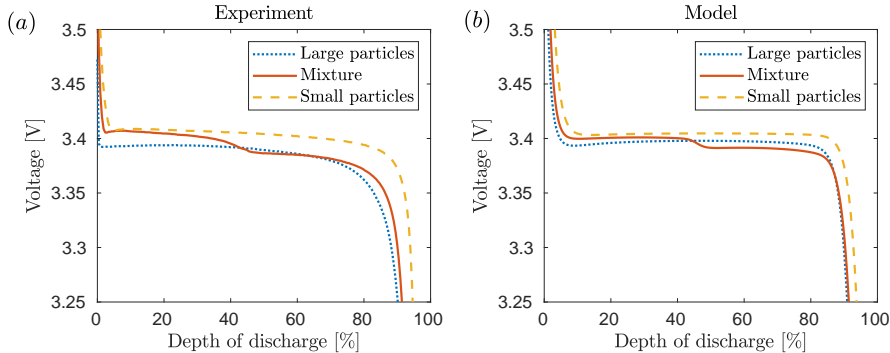 (a) Experiment
3.5
3.45
3.4
3.35
3.3
3.25
Voltage [V]
Large particles
Mixture
Small particles
0 20 40 60 80 100
Depth of discharge [%]
(b) Model
3.5
3.45
3.4
3.35
3.3
3.25
Voltage [V]
Large particles
Mixture
Small particles
0 20 40 60 80 100
Depth of discharge [%]